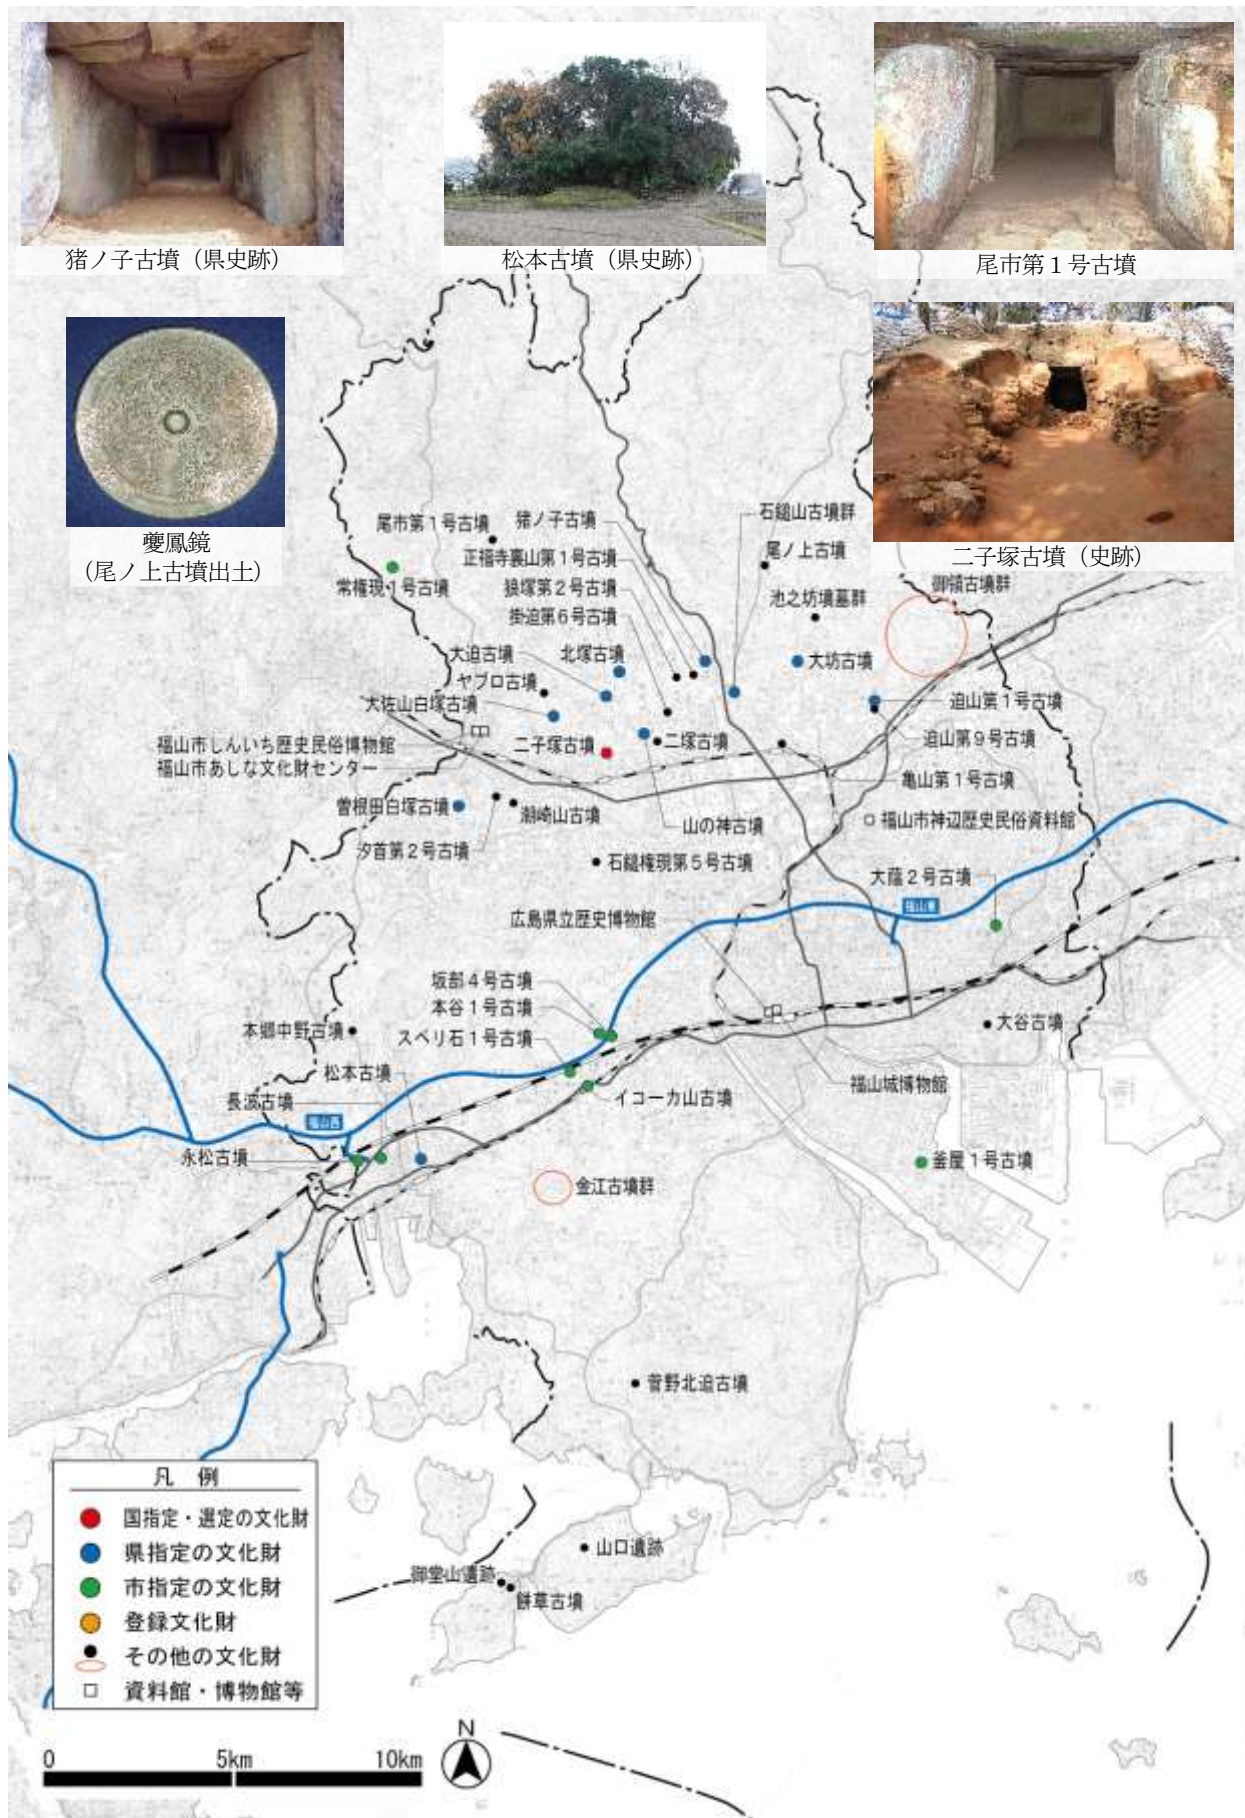 猪ノ子古墳（県史跡）
松本古墳（県史跡）
尾市第１号古墳
夔鳳鏡
（尾ノ上古墳出土）
二子塚古墳（史跡）
尾市第１号古墳
猪ノ子古墳
石鎚山古墳群
正福寺裏山第１号古墳
尾ノ上古墳
常権現１号古墳
狼塚第２号古墳
池之坊墳墓群
御領古墳群
掛迫第６号古墳
大迫古墳
北塚古墳
大坊古墳
ヤブロ古墳
大佐山白塚古墳
迫山第１号古墳
福山市しんいち歴史民俗博物館
二子塚古墳
二塚古墳
迫山第９号古墳
福山市あしな文化財センター
亀山第１号古墳
曽根田白塚古墳
潮崎山古墳
山の神古墳
福山市神辺歴史民俗資料館
汐首第２号古墳
石鎚権現第５号古墳
大蔭２号古墳
福山東
広島県立歴史博物館
坂部４号古墳
本谷１号古墳
本郷中野古墳
スベリ石１号古墳
大谷古墳
松本古墳
福山城博物館
長波古墳
イコーカ山古墳
福山西
永松古墳
釜屋１号古墳
金江古墳群
菅野北迫古墳
山口遺跡
御堂山遺跡
餅草古墳
凡 例
国指定・選定の文化財
県指定の文化財
市指定の文化財
登録文化財
その他の文化財
資料館・博物館等
0 5km 10km
N